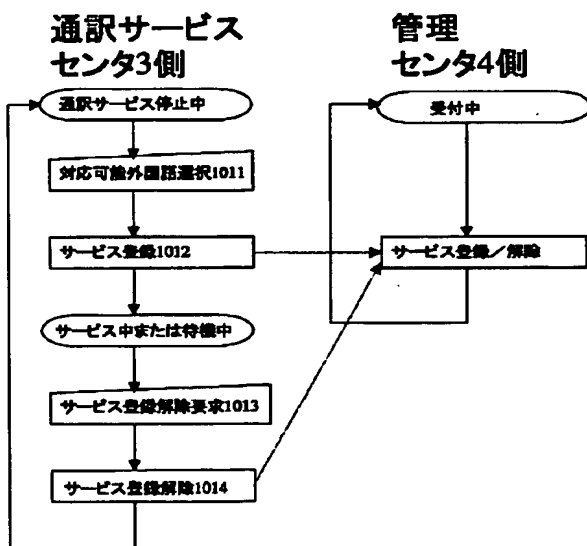 通訳サービス
センタ3側
通訳サービス停止中
対応可能外国語選択1011
サービス登録1012
サービス中または待機中
サービス登録解除要求1013
サービス登録解除1014
管理
センタ4側
受付中
サービス登録／解除